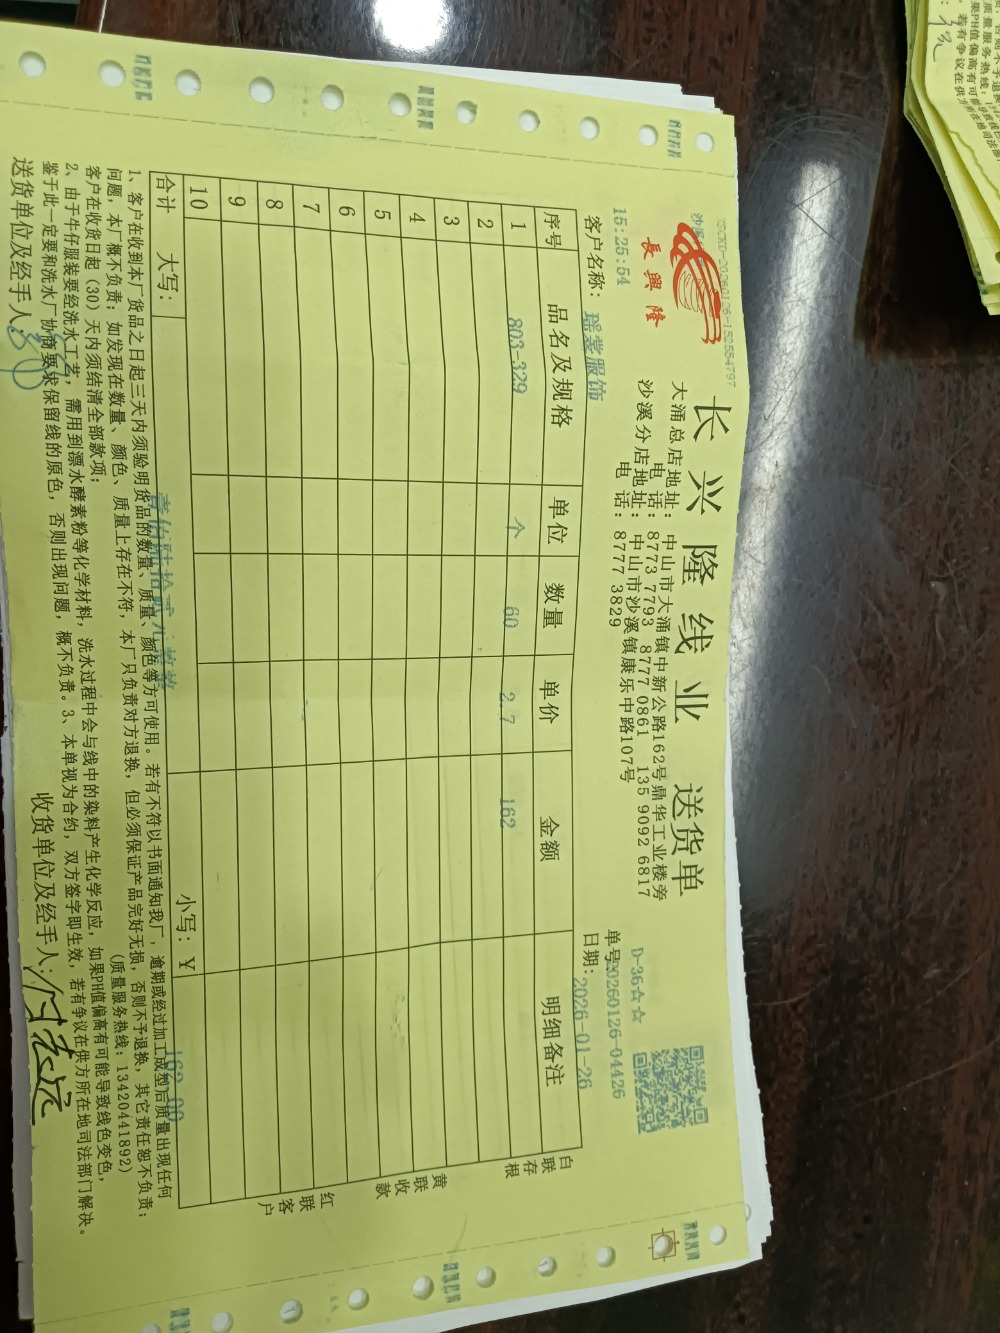 XSCKD-20260126-152554797
長興隆
15:25:54
长兴隆线业 送货单
大涌总店地址：中山市大涌镇中新公路162号鼎华工业楼旁
电话：8773 7793 8777 0861 135 9092 6817
沙溪分店地址：中山市沙溪镇康乐中路107号
电话：8777 3829
D-36☆☆
单号：20260126-04426
客户名称：瑶裳服饰
日期：2026-01-26
序号 品名及规格 单位 数量 单价 金额 明细备注
1 803-329 个 60 2.7 162
2
3
4
5
6
7
8
9
10
合计 大写：壹佰陆拾贰元整 小写：￥162.00
白联存根
黄联收款
红联客户
1、客户在收到本厂货品之日起三天内须验明货品的数量、质量、颜色等方可使用。若有不符以书面通知我厂，逾期或经过加工成型后质量出现任何
问题，本厂概不负责；如发现在数量、颜色、质量上存在不符，本厂只负责对方退换，但必须保证产品完好无损，否则不予退换，其它责任恕不负责；
客户在收货日起（30）天内须结清全部款项； (质量服务热线：13420441892)
2、由于牛仔服装要经洗水工艺，需用到漂水酵素粉等化学材料，洗水过程中会与线中的染料产生化学反应，如果PH值偏高有可能导致线色变色，
鉴于此一定要和洗水厂协商要求保留线的原色，否则出现问题，概不负责。3、本单视为合约，双方签字即生效，若有争议在供方所在地司法部门解决。
送货单位及经手人：
收货单位及经手人：